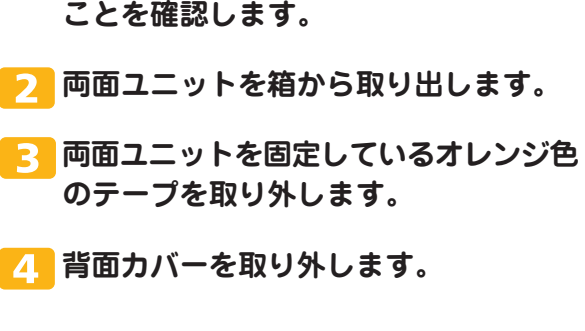 ことを確認します。
2 両面ユニットを箱から取り出します。
3 両面ユニットを固定しているオレンジ色
のテープを取り外します。
4 背面カバーを取り外します。